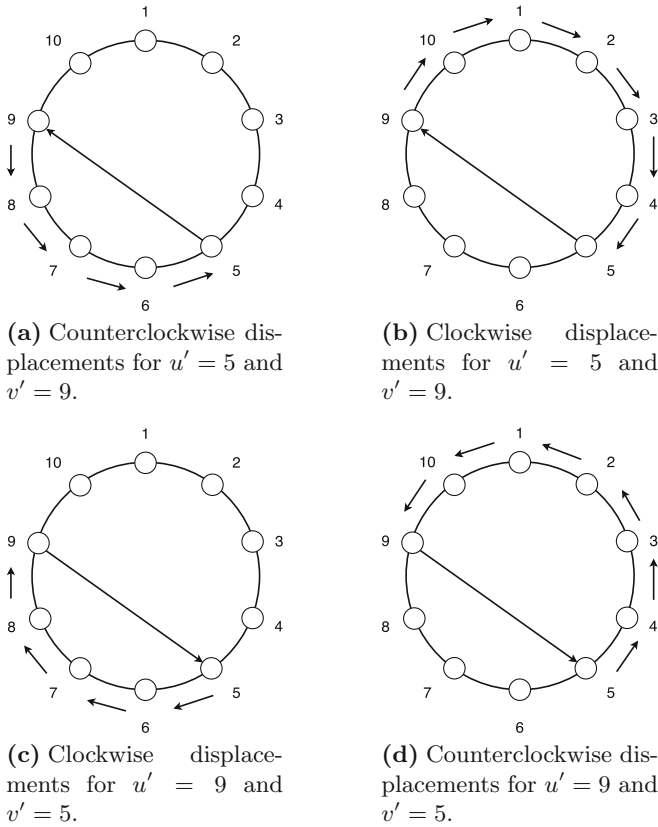 1 1
10 2 10 2
9 3 9 3
8 4 8 4
7 5 7 5
6 6
(a) Counterclockwise dis-
placements for u′ = 5 and
v′ = 9.
(b) Clockwise displace-
ments for u′ = 5 and
v′ = 9.
1 1
10 2 10 2
9 3 9 3
8 4 8 4
7 5 7 5
6 6
(c) Clockwise displace-
ments for u′ = 9 and
v′ = 5.
(d) Counterclockwise dis-
placements for u′ = 9 and
v′ = 5.